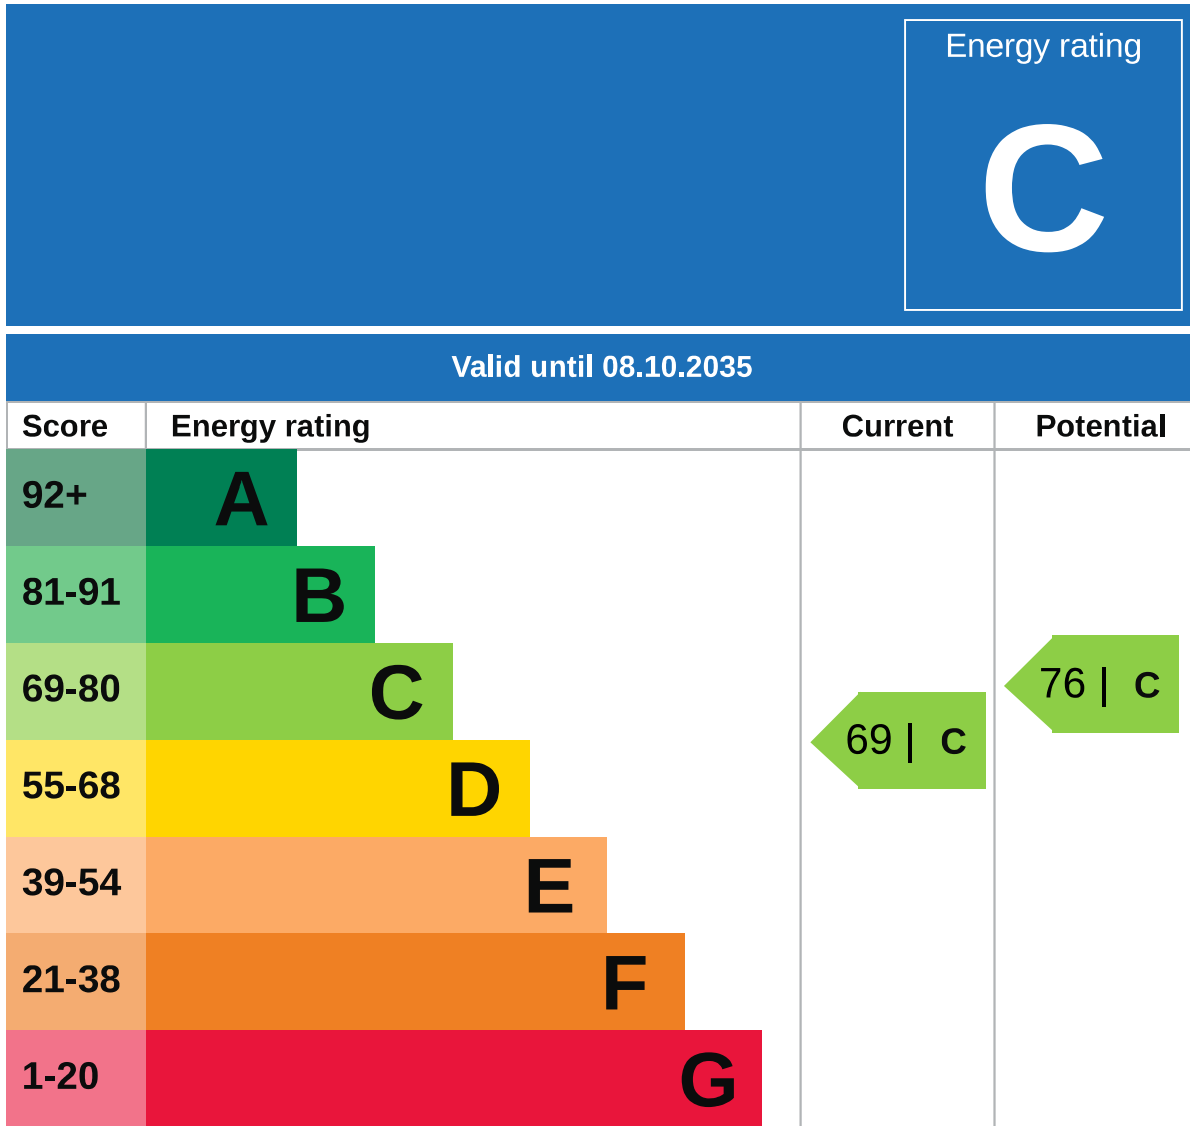 Energy rating
C
Valid until 08.10.2035
Score Energy rating Current Potential
92+ A
81-91 B
69-80 C
76 | C
69 | C
55-68 D
39-54 E
21-38 F
1-20 G